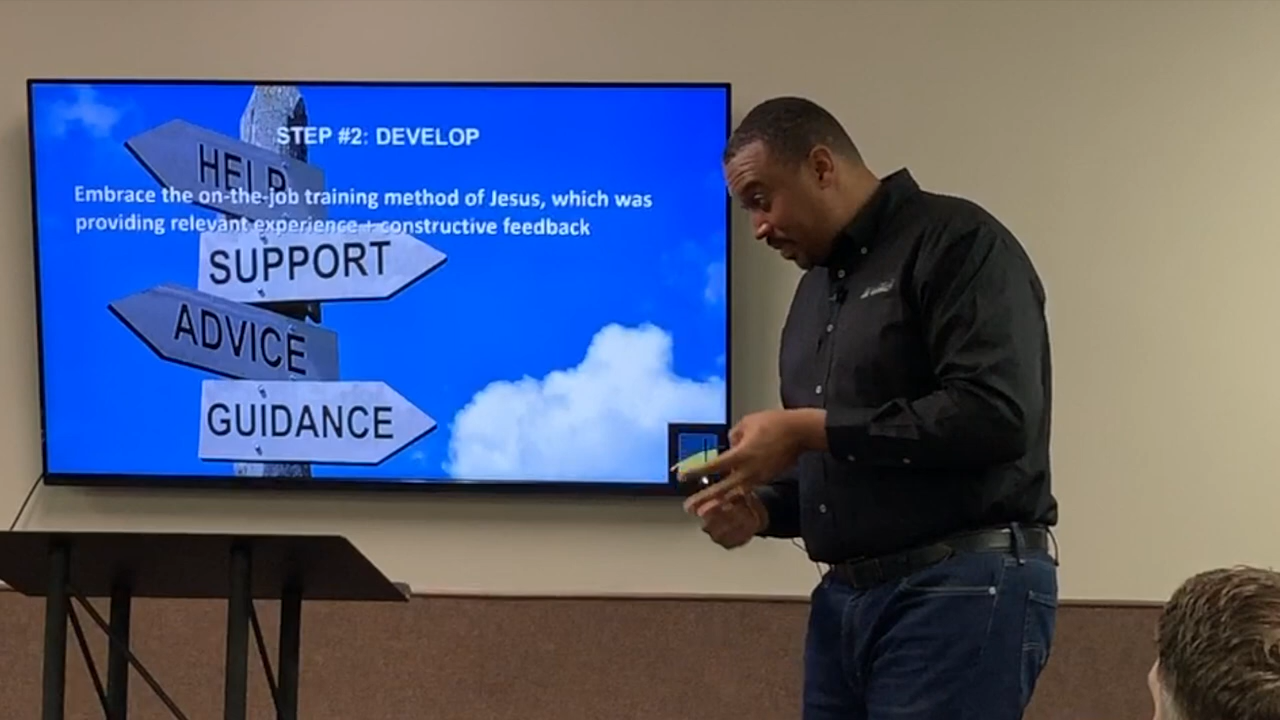 STEP #2: DEVELOP
HELP
Embrace the on-the-job training method of Jesus, which was
providing relevant experience + constructive feedback
SUPPORT
ADVICE
GUIDANCE